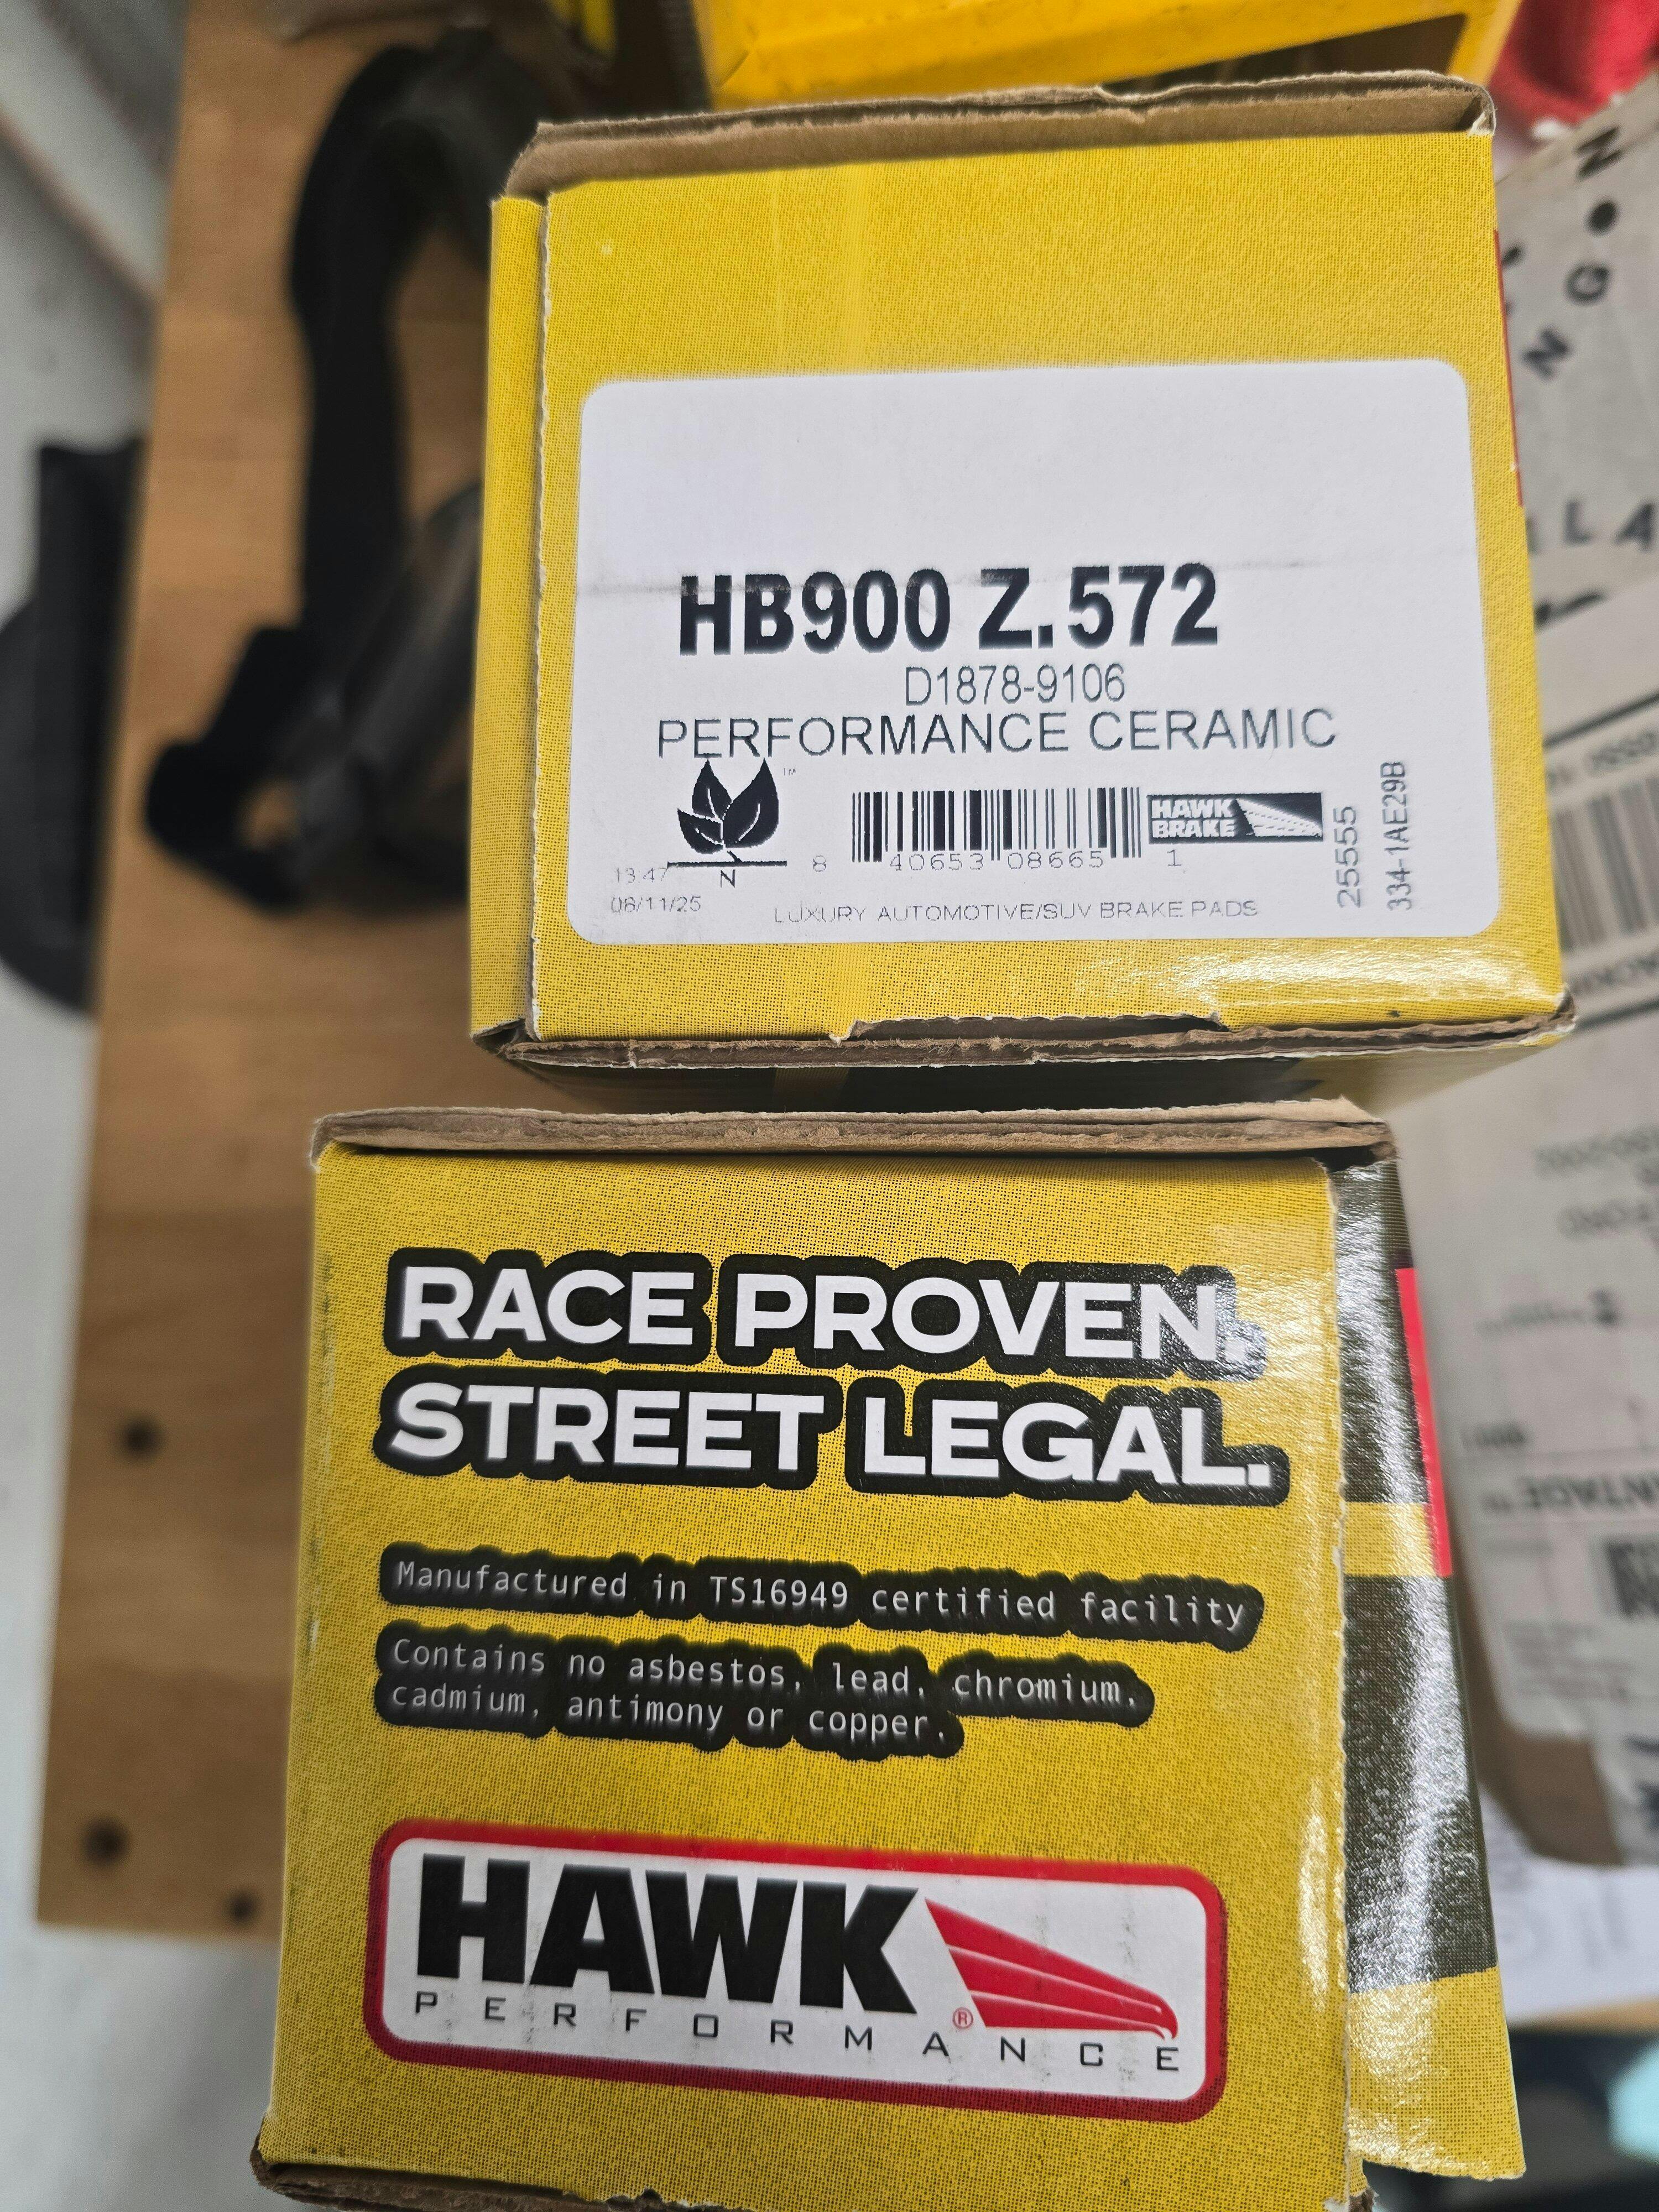 HB900 Z.572
D1878-9106
PERFORMANCE CERAMIC
™
N
8 40653 08665 1
HAWK
BRAKE
25555
334-1AE29B
13:47
06/11/25
LUXURY AUTOMOTIVE/SUV BRAKE PADS
RACE PROVEN.
STREET LEGAL.
Manufactured in TS16949 certified facility
Contains no asbestos, lead, chromium,
cadmium, antimony or copper.
HAWK®
PERFORMANCE